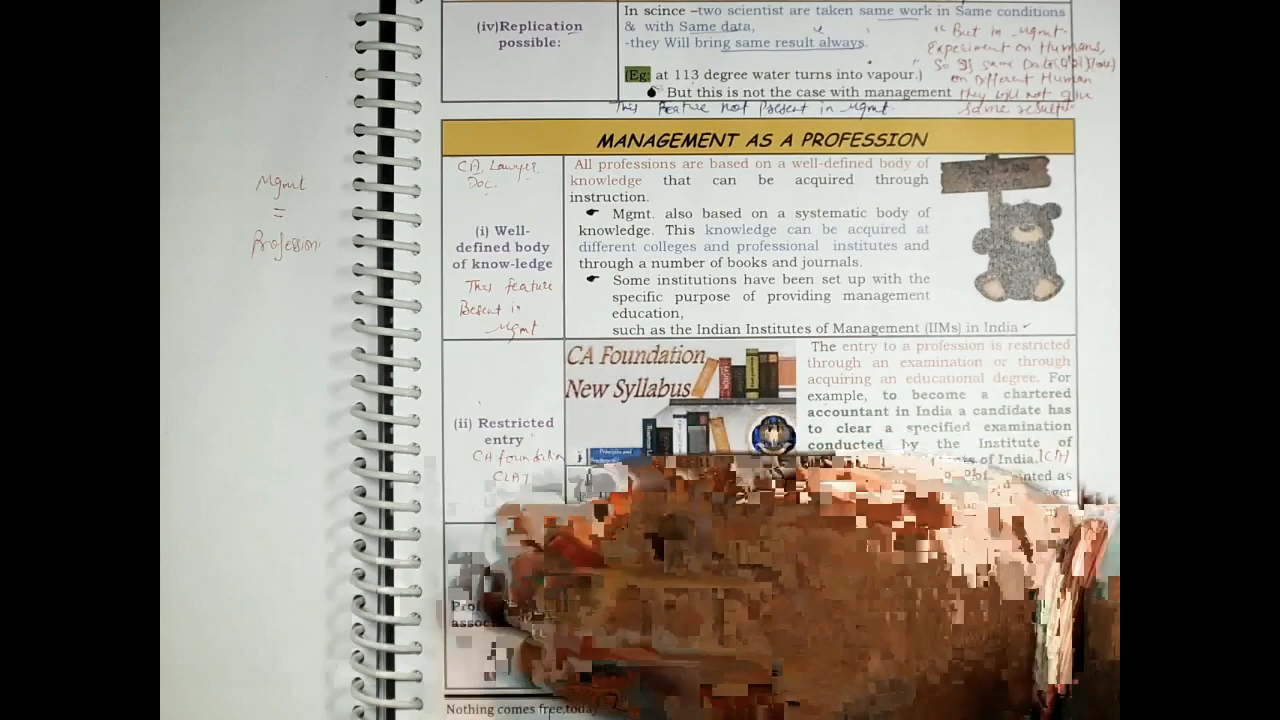 (iv)Replication
possible:
In scince –two scientist are taken same work in Same conditions
& with Same data,
-they Will bring same result always.
(Eg: at 113 degree water turns into vapour.)
But this is not the case with management
"But in Mgmt.
Experiment on Humans,
So If same Data
on Different Human
they will not give
same result"
This Feature not Present in Mgmt.
MANAGEMENT AS A PROFESSION
Mgmt
=
Profession
CA, Lawyer,
Doc.
(i) Well-
defined body
of know-ledge
This feature
Present in
Mgmt
All professions are based on a well-defined body of
knowledge that can be acquired through
instruction.
Mgmt. also based on a systematic body of
knowledge. This knowledge can be acquired at
different colleges and professional institutes and
through a number of books and journals.
Some institutions have been set up with the
specific purpose of providing management
education,
such as the Indian Institutes of Management (IIMs) in India
(ii) Restricted
entry
CA foundation
CLAT
CA Foundation
New Syllabus
The entry to a profession is restricted
through an examination or through
acquiring an educational degree. For
example, to become a chartered
accountant in India a candidate has
to clear a specified examination
conducted by the Institute of
of India.
as
Nothing comes free,today